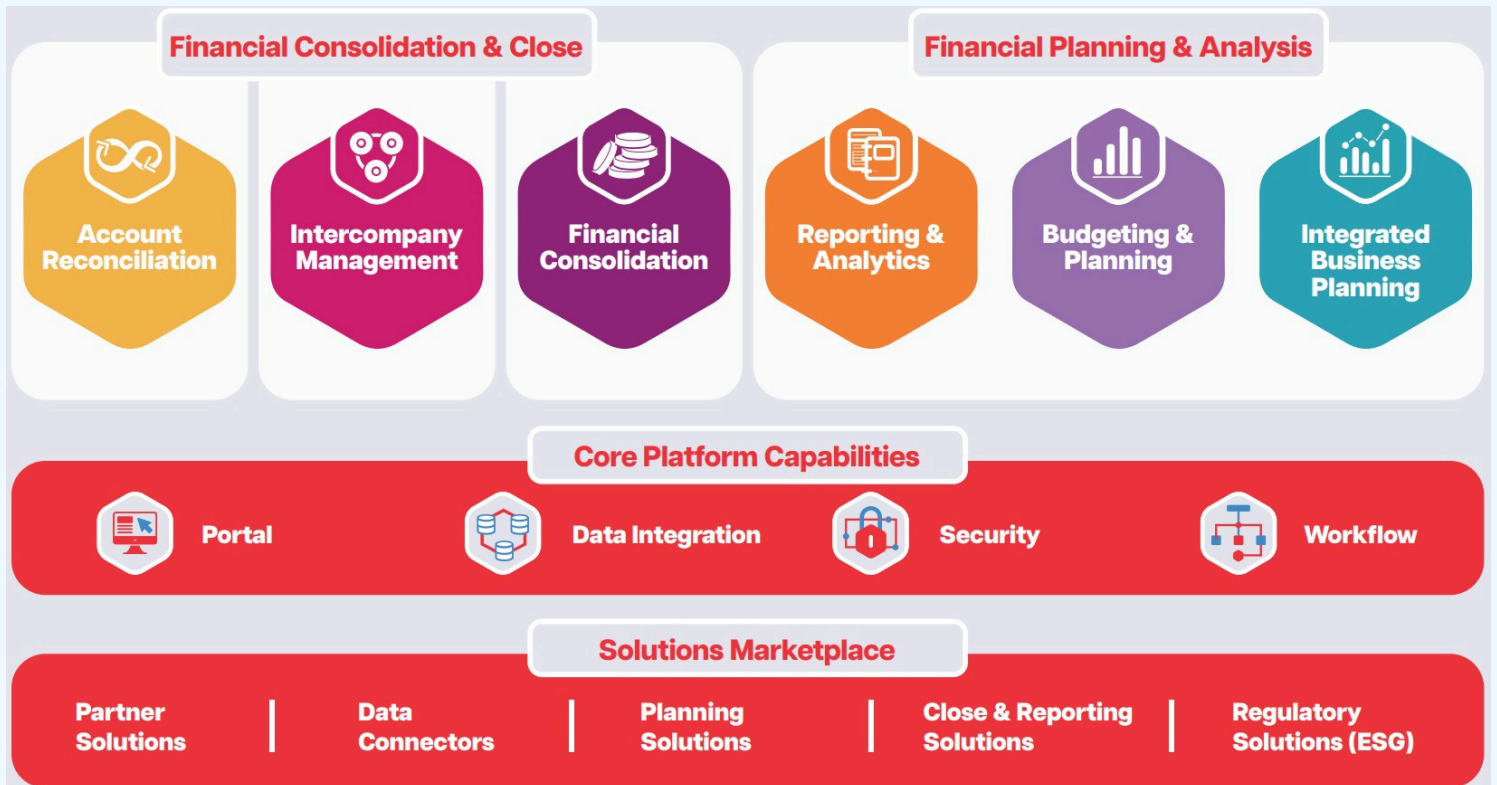 Financial Consolidation & Close
Financial Planning & Analysis
Account
Reconciliation
Intercompany
Management
Financial
Consolidation
Reporting &
Analytics
Budgeting &
Planning
Integrated
Business
Planning
Core Platform Capabilities
Portal
Data Integration
Security
Workflow
Solutions Marketplace
Partner
Solutions
Data
Connectors
Planning
Solutions
Close & Reporting
Solutions
Regulatory
Solutions (ESG)